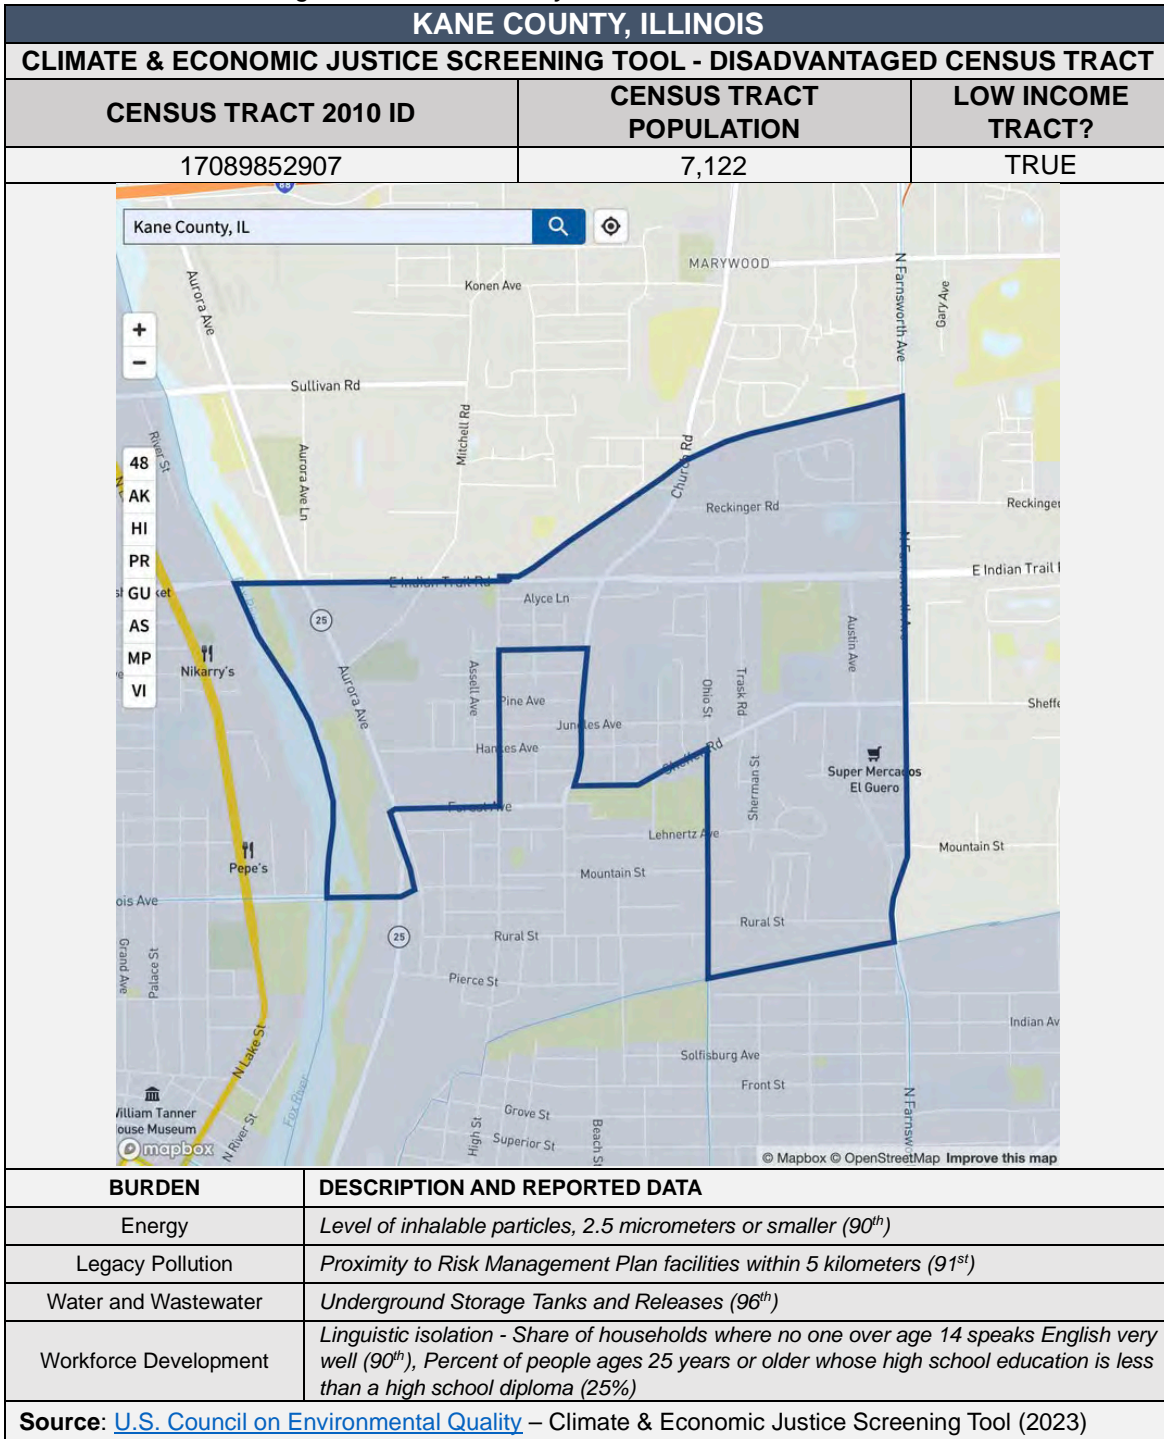 KANE COUNTY, ILLINOIS
CLIMATE & ECONOMIC JUSTICE SCREENING TOOL - DISADVANTAGED CENSUS TRACT
CENSUS TRACT 2010 ID
CENSUS TRACT
POPULATION
LOW INCOME
TRACT?
17089852907
7,122
TRUE
88
Kane County, IL
MARYWOOD
Konen Ave
Aurora Ave
N Farnsworth Ave
Gary Ave
+
−
Sullivan Rd
Mitchell Rd
River St
Aurora Ave Ln
Church Rd
48
AK
HI
PR
GU
AS
MP
VI
Reckinger Rd
Reckinger
N Farnsworth Ave
E Indian Trail Rd
E Indian Trail
Alyce Ln
25
Nikarry's
Aurora Ave
Assell Ave
Pine Ave
Jungles Ave
Hankes Ave
Ohio St
Trask Rd
Austin Ave
Sheffe
Sheffer Rd
Sherman St
Super Mercados
El Guero
Forest Ave
Lehnertz Ave
Mountain St
Mountain St
Pepe's
ois Ave
25
Rural St
Rural St
Grand Ave
Palace St
Pierce St
Indian Av
Solfisburg Ave
Front St
N Lake St
Fox River
N Farnswo
William Tanner
House Museum
N River St
High St
Grove St
Superior St
Beach S
mapbox
© Mapbox © OpenStreetMap Improve this map
BURDEN
DESCRIPTION AND REPORTED DATA
Energy
Level of inhalable particles, 2.5 micrometers or smaller (90th)
Legacy Pollution
Proximity to Risk Management Plan facilities within 5 kilometers (91st)
Water and Wastewater
Underground Storage Tanks and Releases (96th)
Workforce Development
Linguistic isolation - Share of households where no one over age 14 speaks English very
well (90th), Percent of people ages 25 years or older whose high school education is less
than a high school diploma (25%)
Source: U.S. Council on Environmental Quality – Climate & Economic Justice Screening Tool (2023)